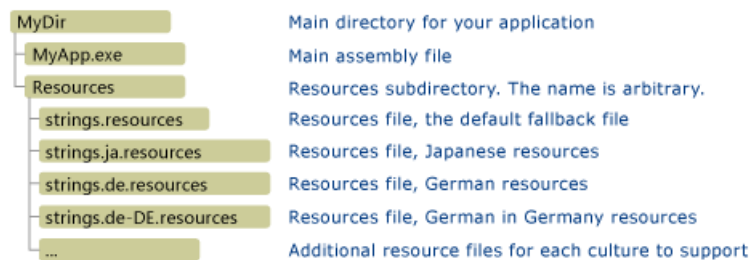 MyDir Main directory for your application
MyApp.exe Main assembly file
Resources Resources subdirectory. The name is arbitrary.
strings.resources Resources file, the default fallback file
strings.ja.resources Resources file, Japanese resources
strings.de.resources Resources file, German resources
strings.de-DE.resources Resources file, German in Germany resources
... Additional resource files for each culture to support